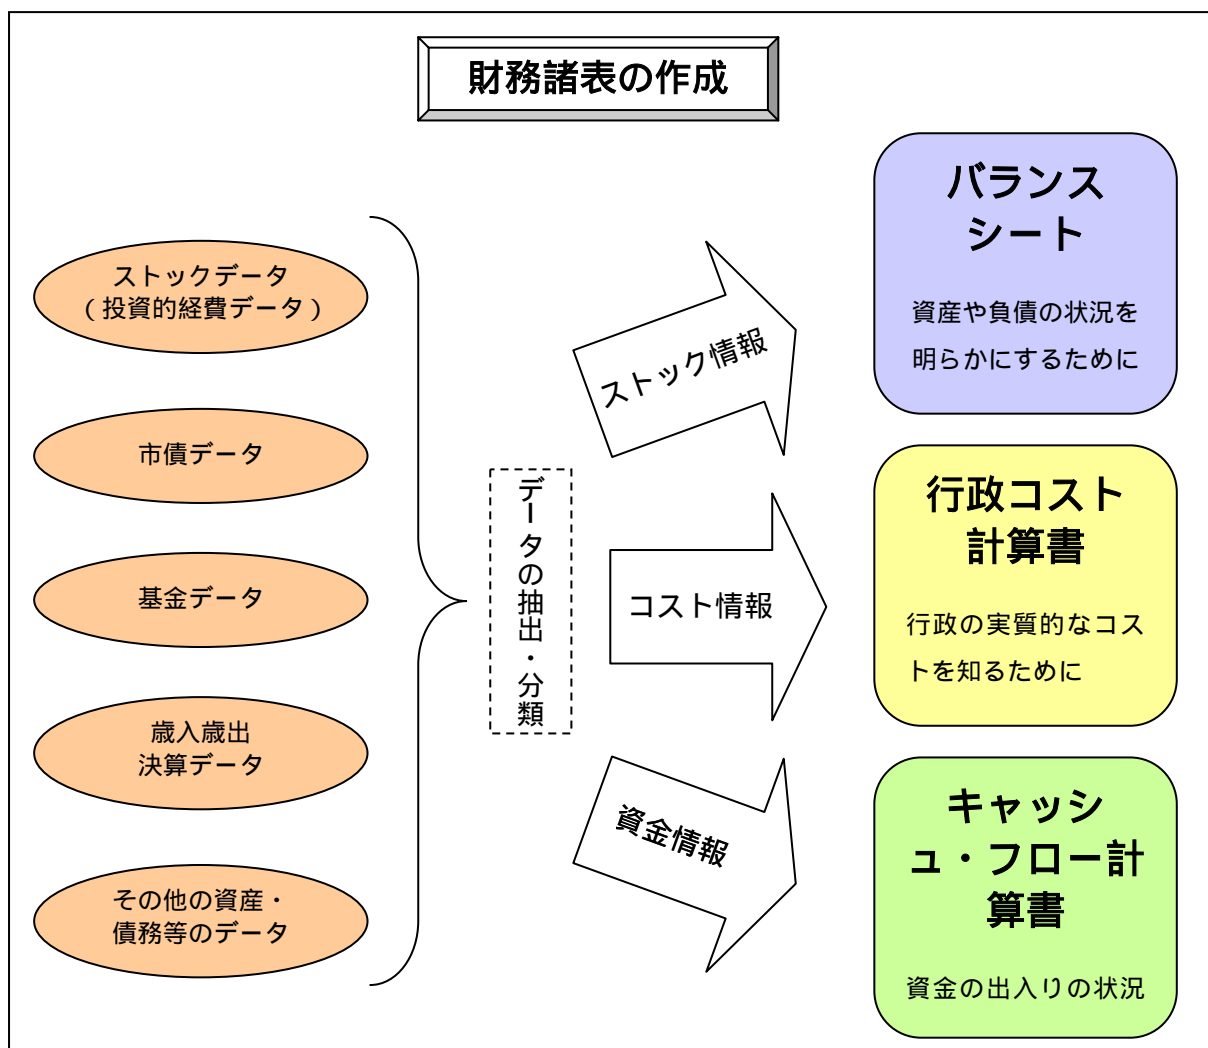 財務諸表の作成
ストックデータ
（投資的経費データ）
市債データ
基金データ
歳入歳出
決算データ
その他の資産・
債務等のデータ
データの抽出・分類
ストック情報
コスト情報
資金情報
バランス
シート
資産や負債の状況を
明らかにするために
行政コスト
計算書
行政の実質的なコス
トを知るために
キャッシ
ュ・フロー計
算書
資金の出入りの状況